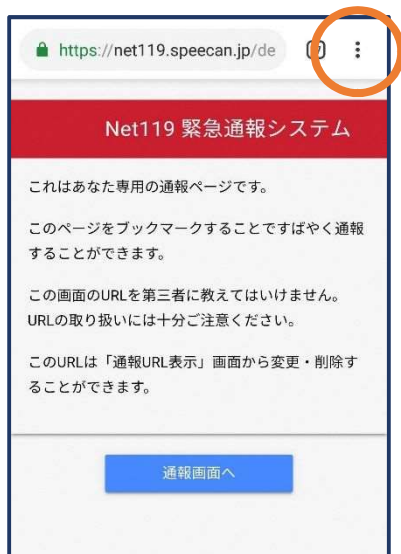 https://net119.speecan.jp/de
Net119 緊急通報システム
これはあなた専用の通報ページです。
このページをブックマークすることですばやく通報
することができます。
この画面のURLを第三者に教えてはいけません。
URLの取り扱いには十分ご注意ください。
このURLは「通報URL表示」画面から変更・削除す
ることができます。
通報画面へ